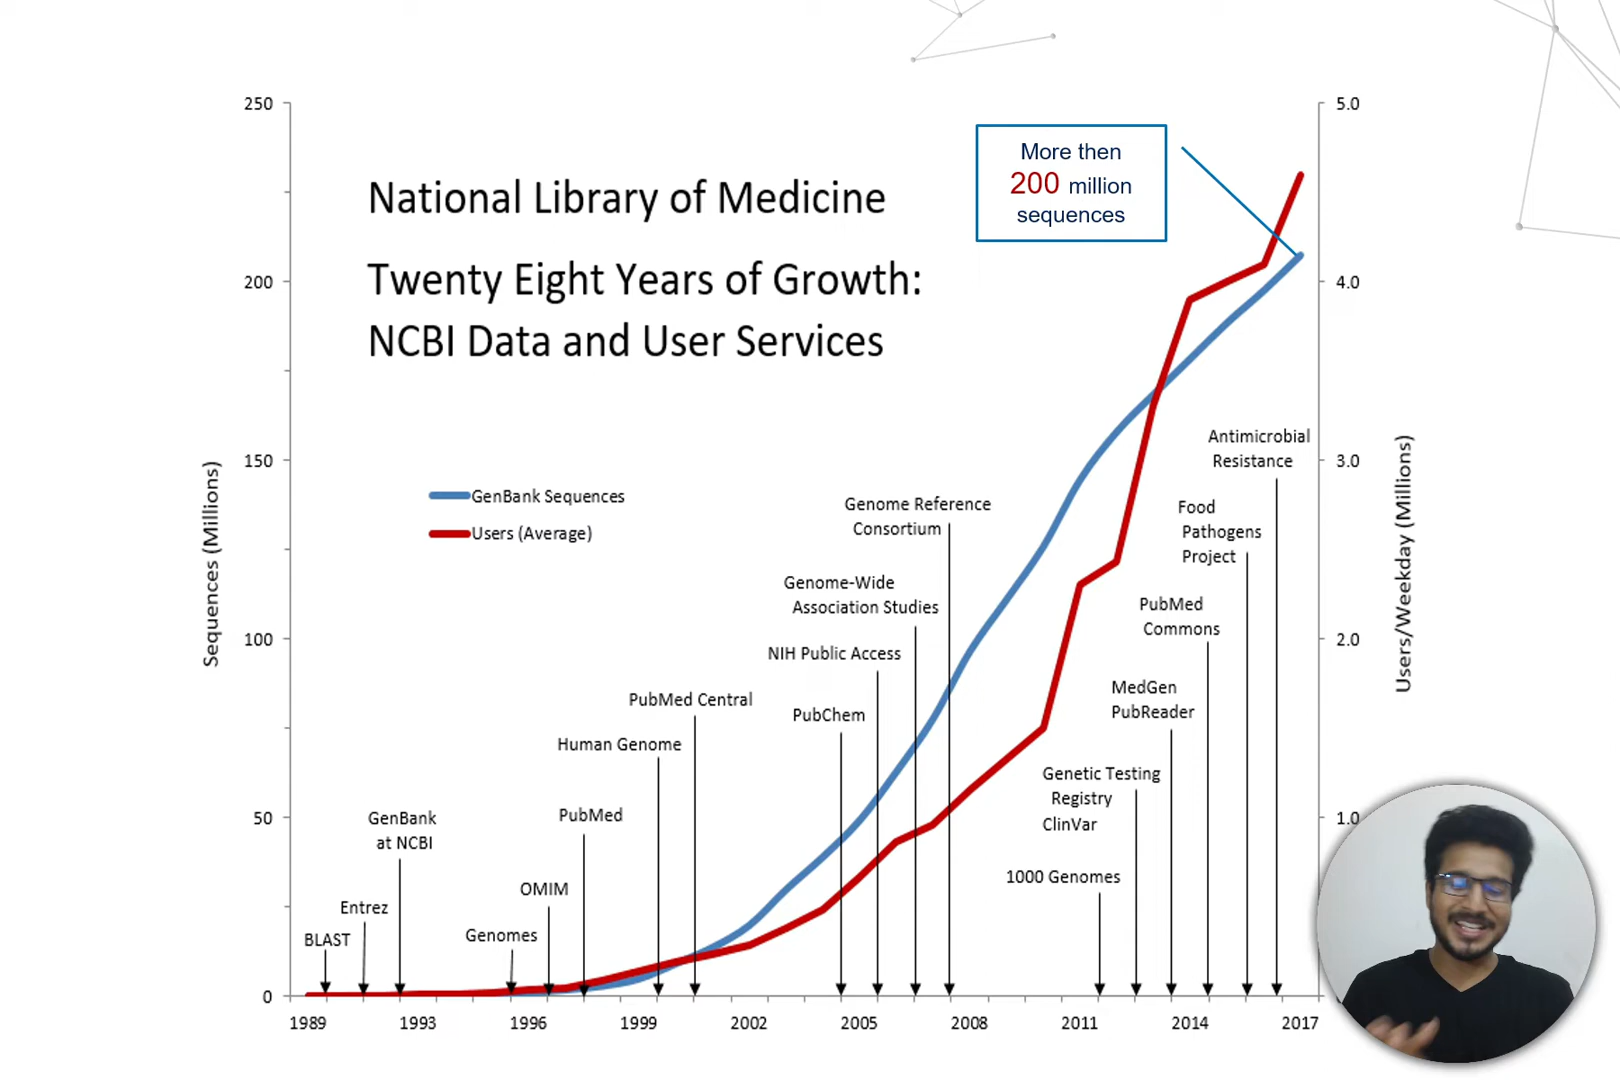 National Library of Medicine
Twenty Eight Years of Growth:
NCBI Data and User Services
More then
200 million
sequences
GenBank Sequences
Users (Average)
Sequences (Millions)
250
200
150
100
50
0
Users/Weekday (Millions)
5.0
4.0
3.0
2.0
1.0
BLAST
Entrez
GenBank
at NCBI
Genomes
OMIM
PubMed
Human Genome
PubMed Central
PubChem
NIH Public Access
Genome-Wide
Association Studies
Genome Reference
Consortium
1000 Genomes
Genetic Testing
Registry
ClinVar
MedGen
PubReader
PubMed
Commons
Food
Pathogens
Project
Antimicrobial
Resistance
1989
1993
1996
1999
2002
2005
2008
2011
2014
2017